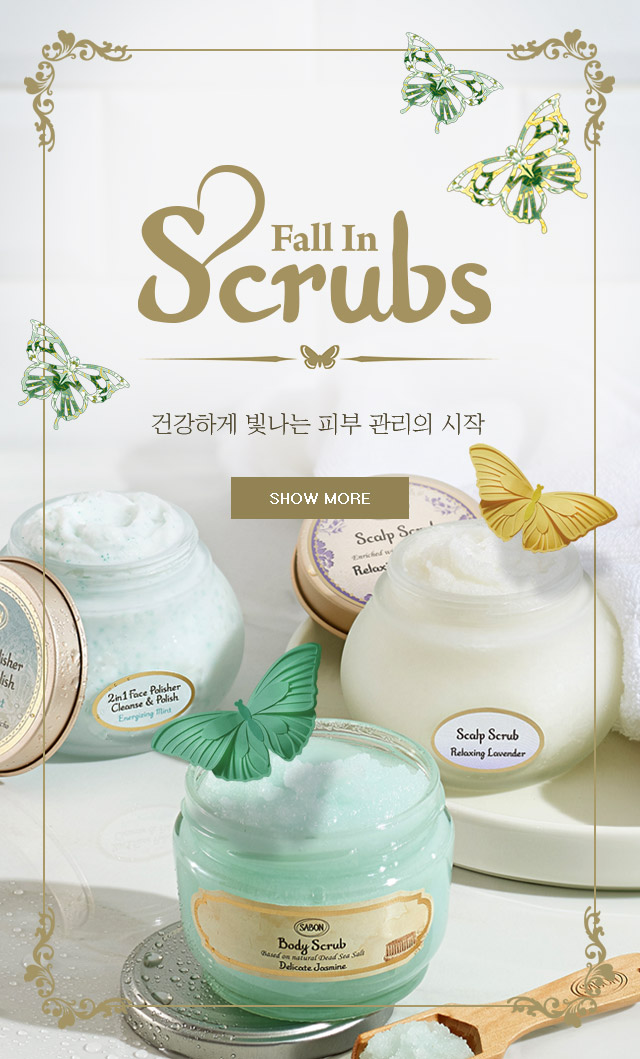 Fall In
Scrubs
건강하게 빛나는 피부 관리의 시작
SHOW MORE
Scalp Scrub
Enriched
Relaxing
2in1 Face Polisher
Cleanse & Polish
Energizing Mint
Scalp Scrub
Relaxing Lavender
SABON
Body Scrub
Based on natural Dead Sea Salt
Delicate Jasmine